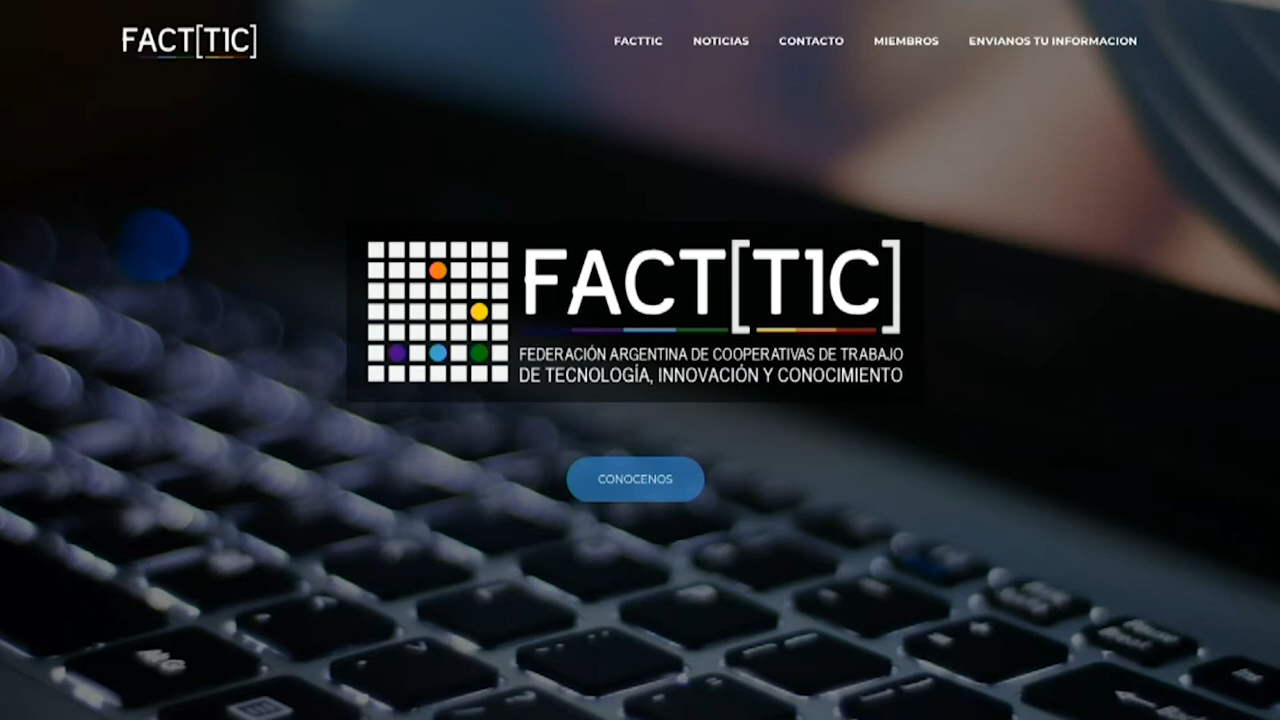 FACT[T1C]
FACTTIC
NOTICIAS
CONTACTO
MIEMBROS
ENVIANOS TU INFORMACION
FACT[T1C]
FEDERACIÓN ARGENTINA DE COOPERATIVAS DE TRABAJO
DE TECNOLOGÍA, INNOVACIÓN Y CONOCIMIENTO
CONOCENOS